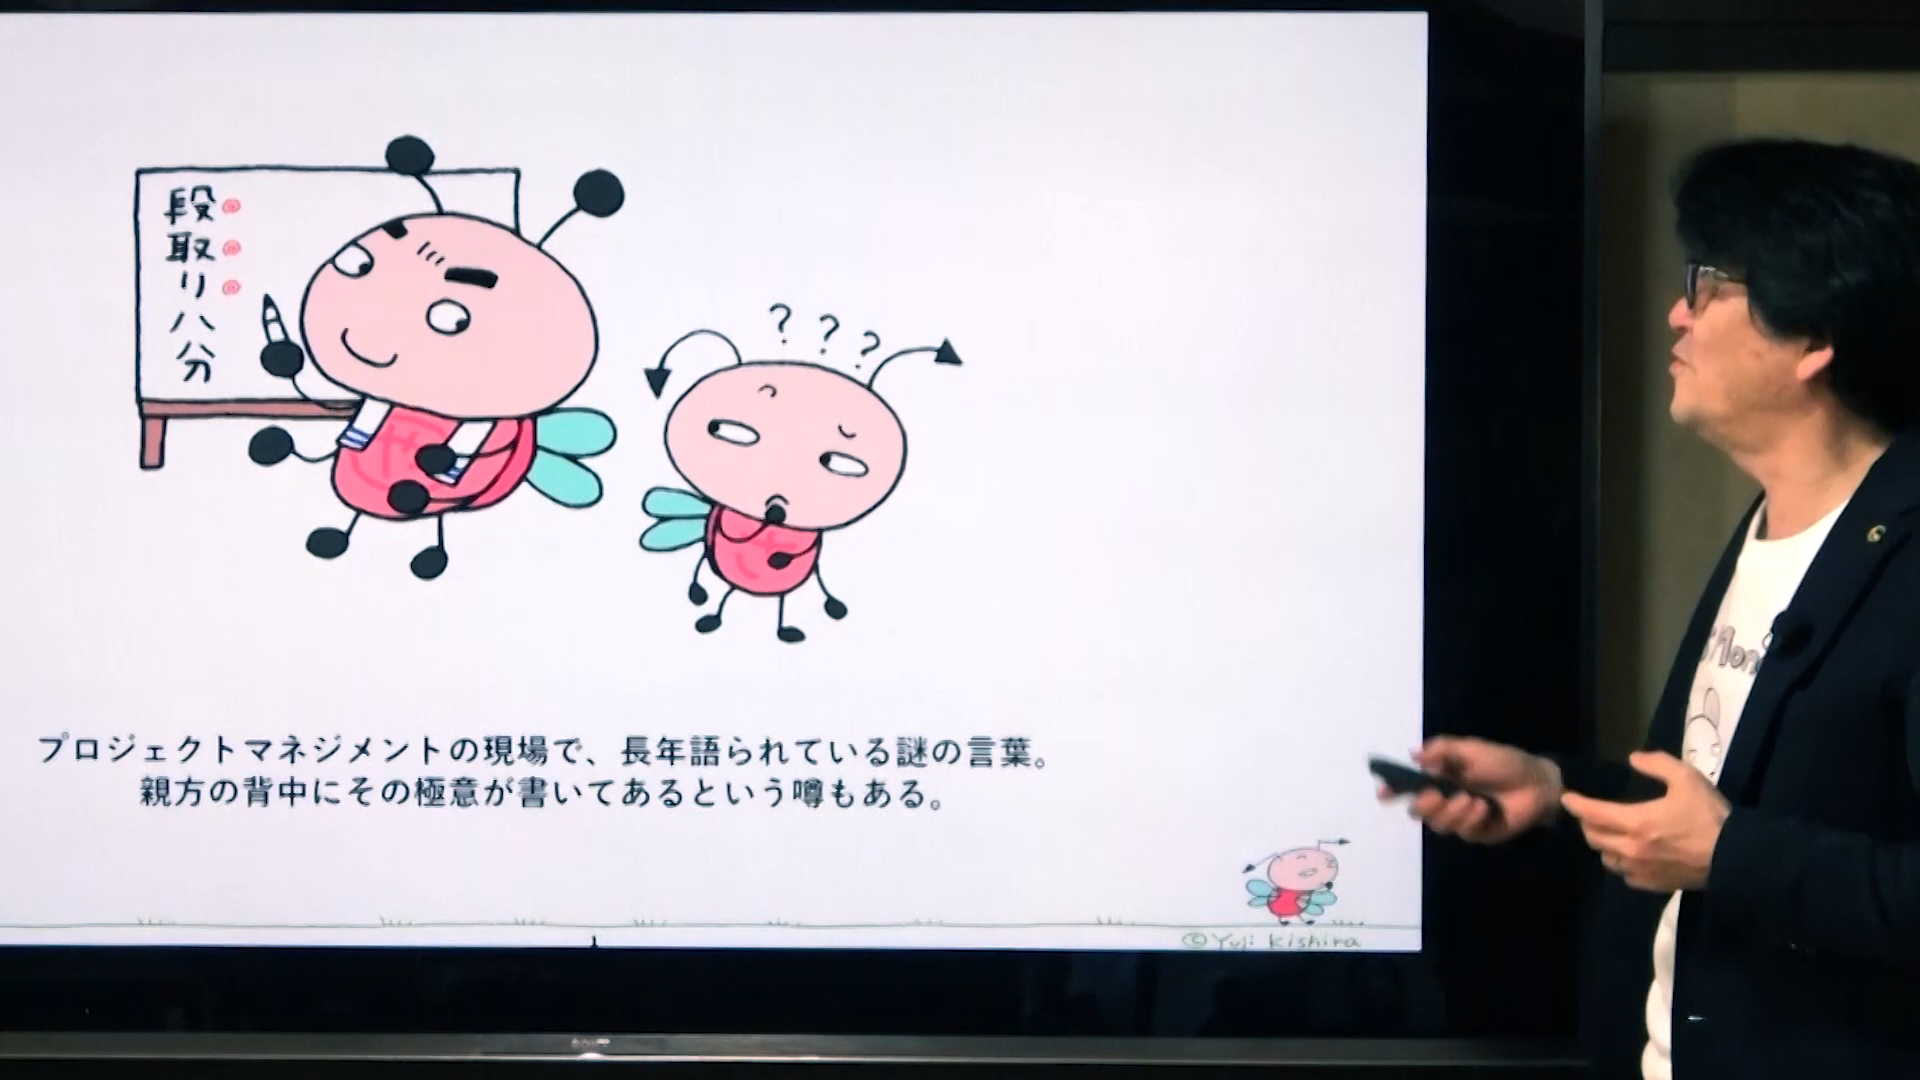 段取り八分
? ? ?
プロジェクトマネジメントの現場で、長年語られている謎の言葉。
親方の背中にその極意が書いてあるという噂もある。
© Yuji Kishira
SONY